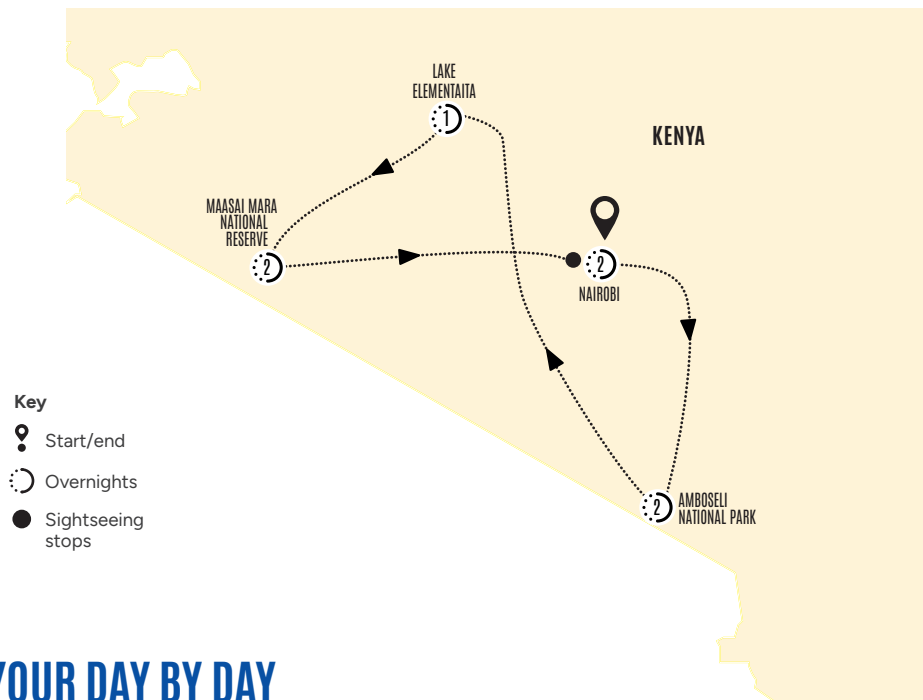 LAKE
ELEMENTAITA
1
KENYA
MAASAI MARA
NATIONAL
RESERVE
2
2
NAIROBI
Key
Start/end
Overnights
Sightseeing
stops
2
AMBOSELI
NATIONAL PARK
YOUR DAY BY DAY